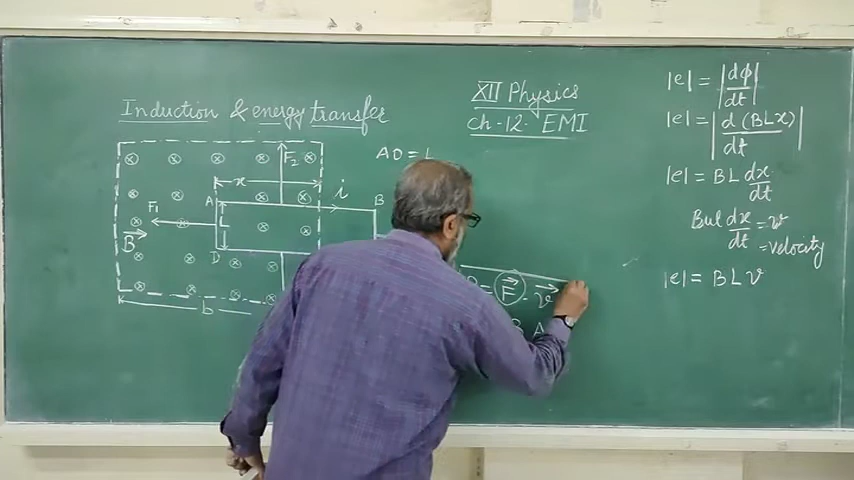 Induction & energy transfer
XII Physics
Ch-12. EMI
AD = L
x
F₂
i
A
B
F₁
L
B⃗
D
b
= F⃗ · v⃗
|e| = |dφ/dt|
|e| = |d (BLx)/dt|
|e| = BL dx/dt
But dx/dt = v
= velocity
|e| = BLv